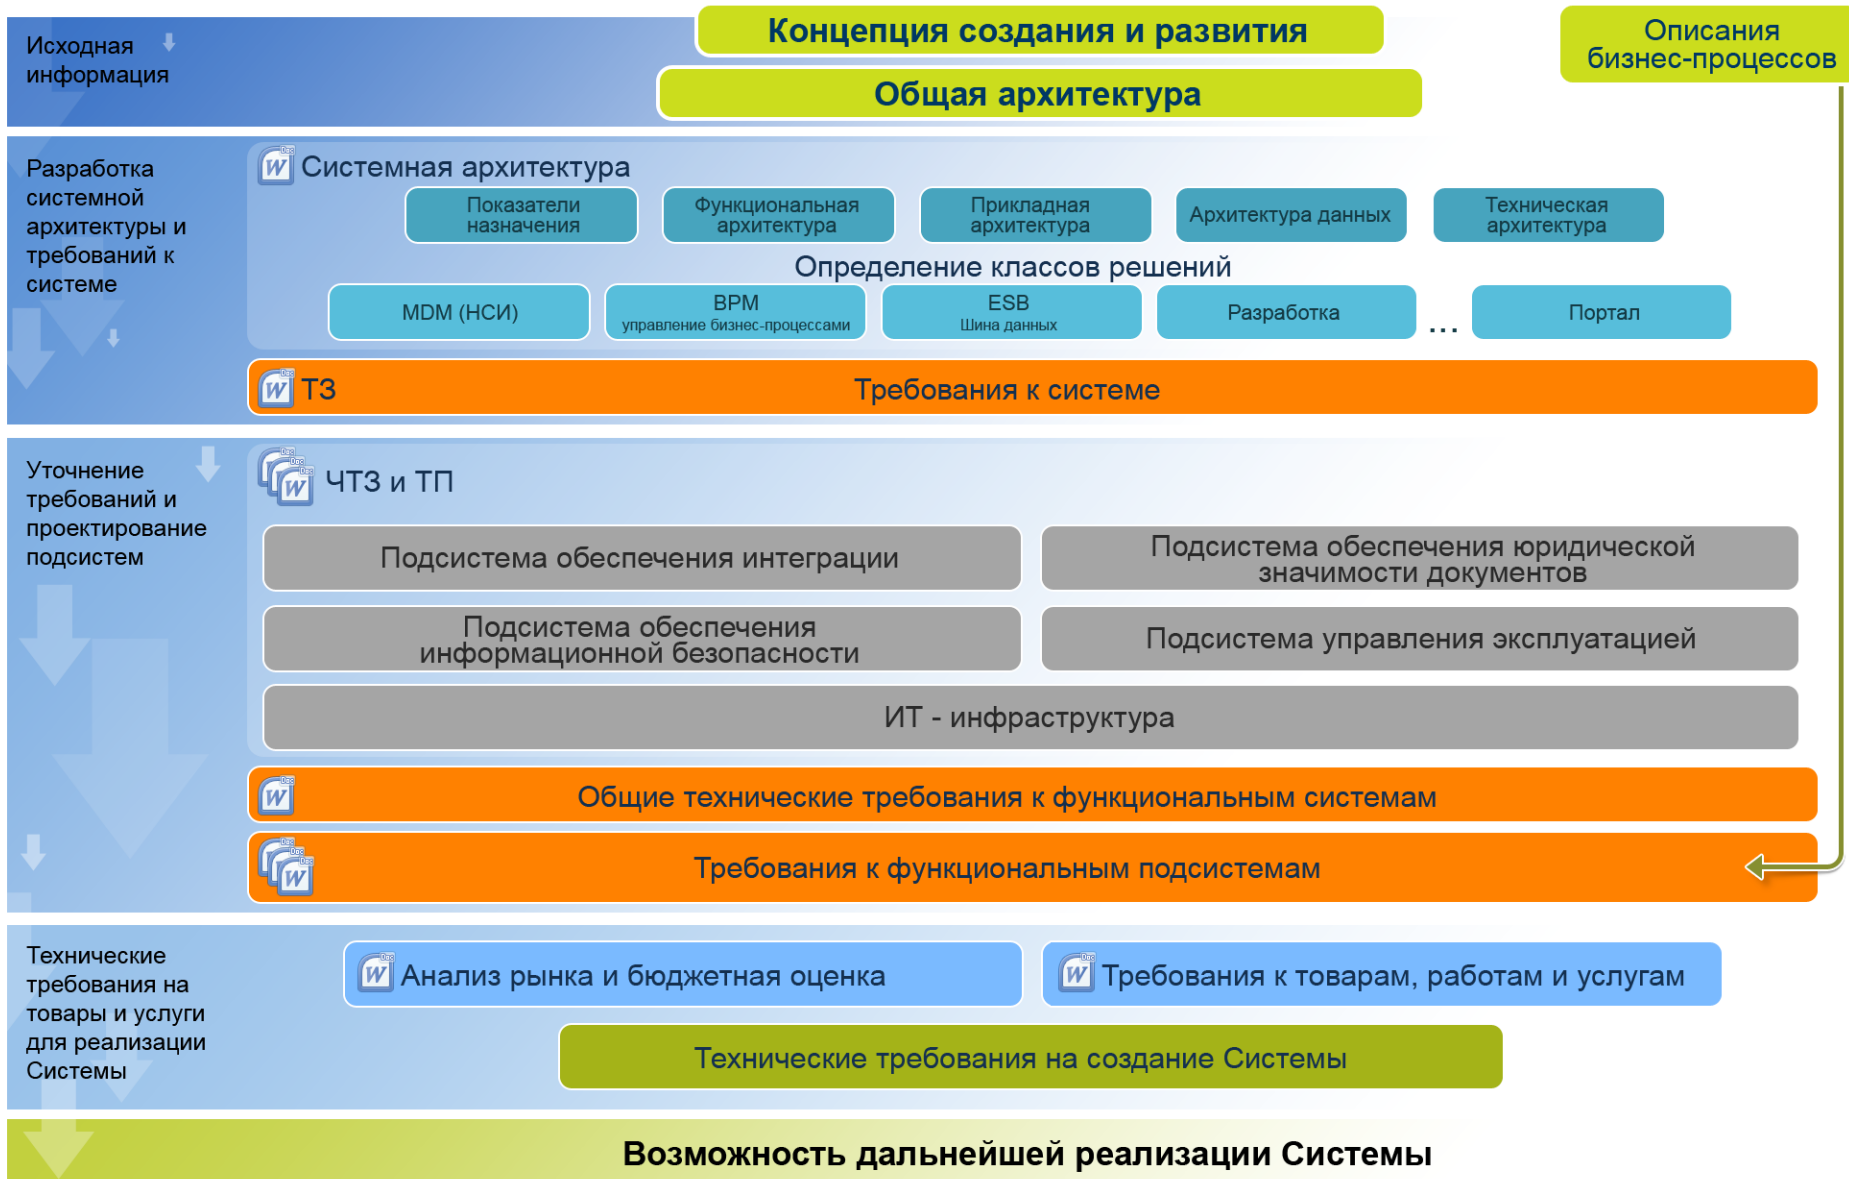 Исходная
информация
Концепция создания и развития
Общая архитектура
Описания
бизнес-процессов
Разработка
системной
архитектуры и
требований к
системе
Системная архитектура
Показатели
назначения
Функциональная
архитектура
Прикладная
архитектура
Архитектура данных
Техническая
архитектура
Определение классов решений
MDM (НСИ)
BPM
управление бизнес-процессами
ESB
Шина данных
Разработка
...
Портал
ТЗ
Требования к системе
Уточнение
требований и
проектирование
подсистем
ЧТЗ и ТП
Подсистема обеспечения интеграции
Подсистема обеспечения юридической
значимости документов
Подсистема обеспечения
информационной безопасности
Подсистема управления эксплуатацией
ИТ - инфраструктура
Общие технические требования к функциональным системам
Требования к функциональным подсистемам
Технические
требования на
товары и услуги
для реализации
Системы
Анализ рынка и бюджетная оценка
Требования к товарам, работам и услугам
Технические требования на создание Системы
Возможность дальнейшей реализации Системы